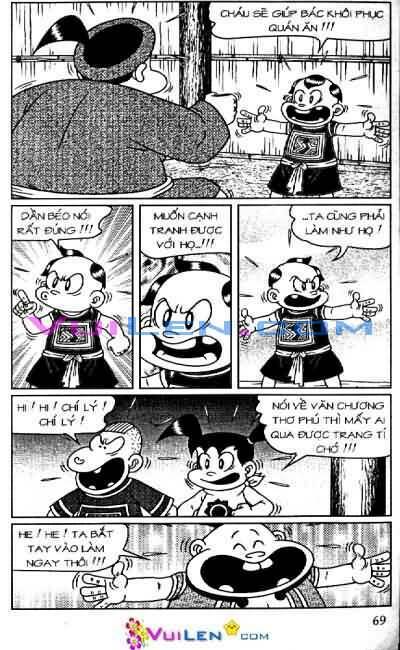 CHÁU SẼ GIÚP BÁC KHÔI PHỤC
QUÁN ĂN !!!
DẦN BÉO NÓI
RẤT ĐÚNG !!!
MUỐN CẠNH
TRANH ĐƯỢC
VỚI HỌ...!!!
...TA CŨNG PHẢI
LÀM NHƯ HỌ !
VUILEN.COM
HI ! HI ! CHÍ LÝ !
CHÍ LÝ !
NÓI VỀ VĂN CHƯƠNG
THƠ PHÚ THÌ MẤY AI
QUA ĐƯỢC TRẠNG TÍ
CHỚ !!!
HE ! HE ! TA BẮT
TAY VÀO LÀM
NGAY THÔI !!!
69
VUILEN.COM